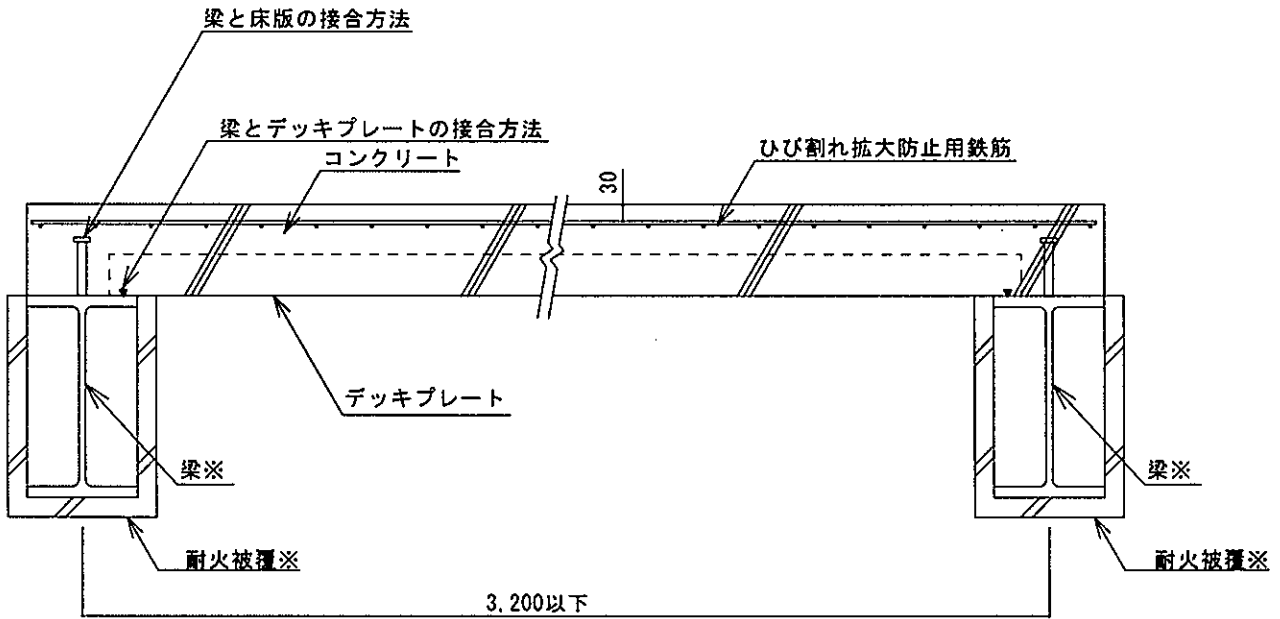 梁と床版の接合方法
梁とデッキプレートの接合方法
コンクリート
ひび割れ拡大防止用鉄筋
30
デッキプレート
梁※
梁※
耐火被覆※
耐火被覆※
3,200以下